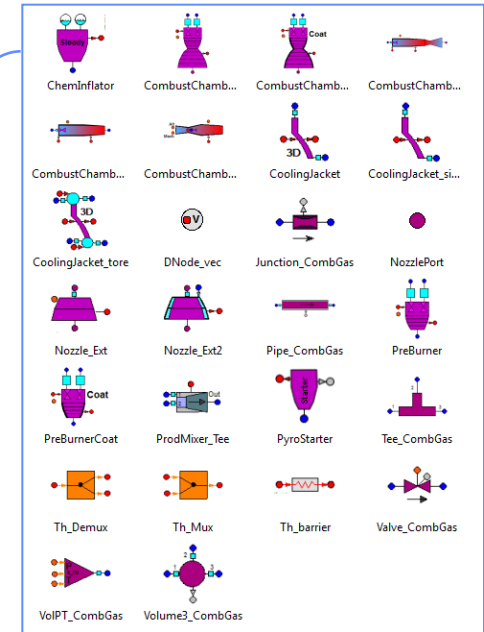 Steady
Coat
ChemInflator CombustChamb... CombustChamb... CombustChamb...
3D
CombustChamb... CombustChamb... CoolingJacket CoolingJacket_si...
3D
V
CoolingJacket_tore DNode_vec Junction_CombGas NozzlePort
Nozzle_Ext Nozzle_Ext2 Pipe_CombGas PreBurner
Coat
Out
Starter
2
1
3
PreBurnerCoat ProdMixer_Tee PyroStarter Tee_CombGas
Th_Demux Th_Mux Th_barrier Valve_CombGas
2
1
3
VolPT_CombGas Volume3_CombGas